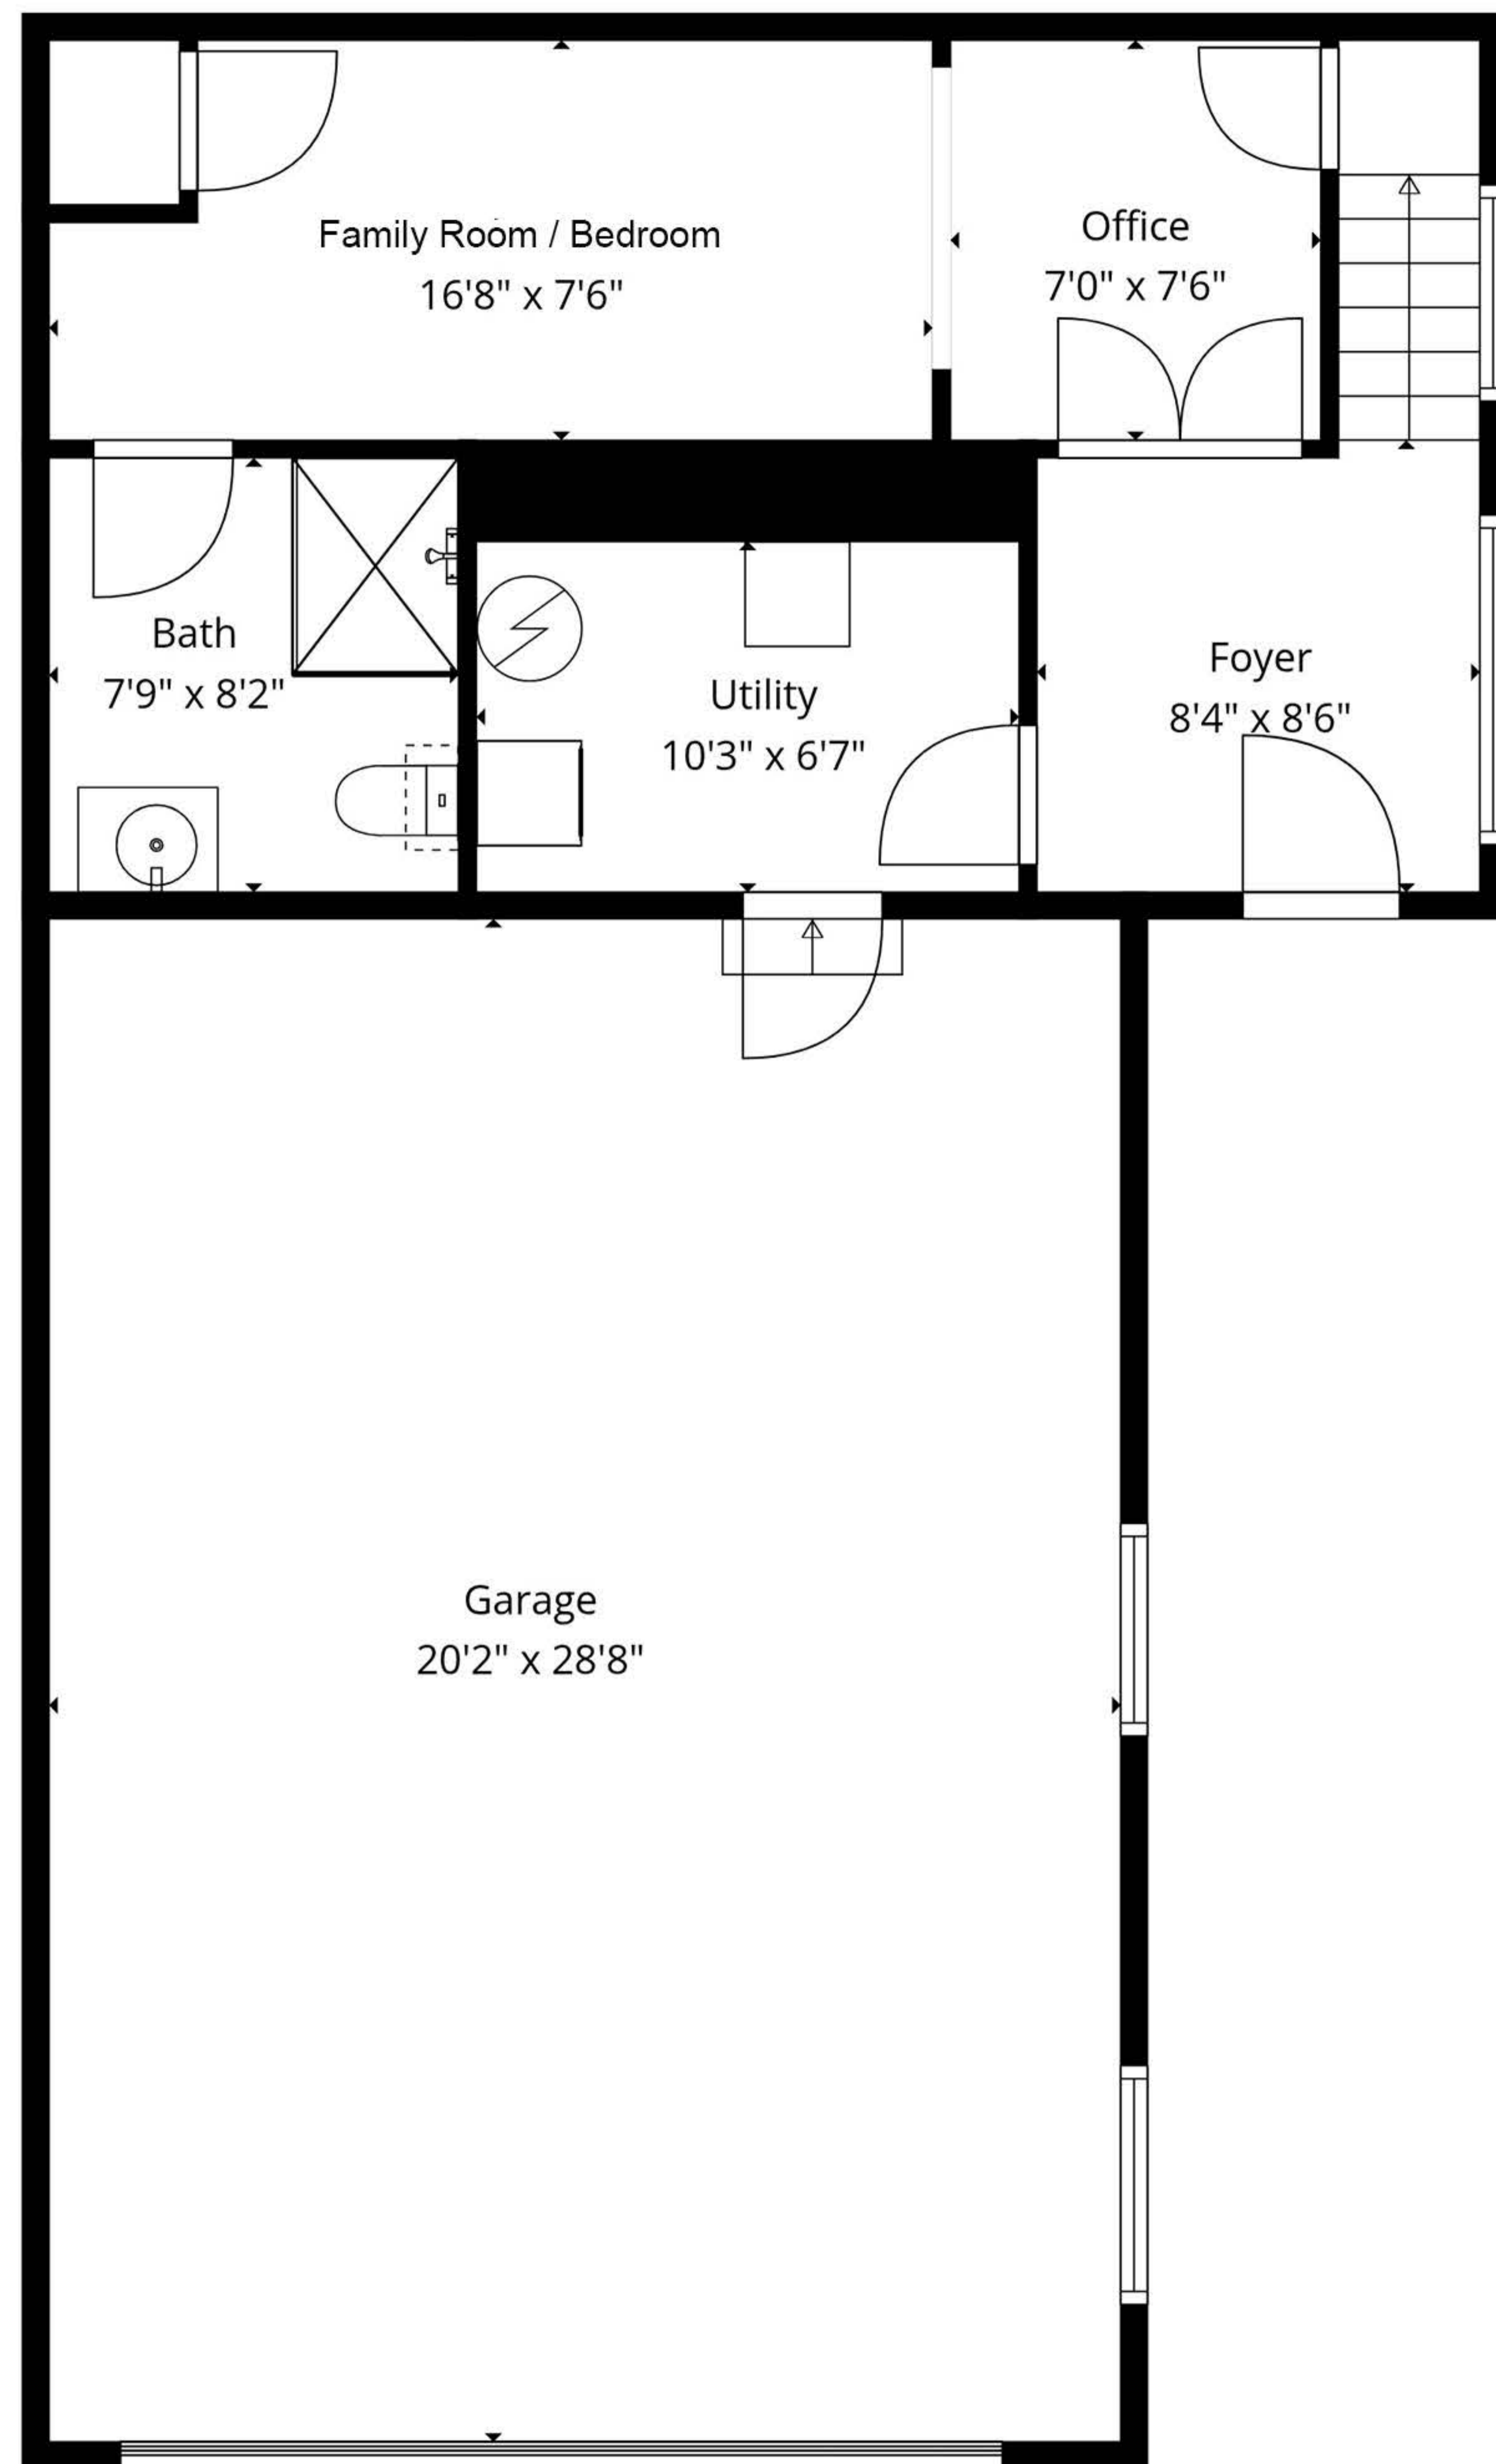 Family Room / Bedroom
16'8" x 7'6"
Office
7'0" x 7'6"
Bath
7'9" x 8'2"
Utility
10'3" x 6'7"
Foyer
8'4" x 8'6"
Garage
20'2" x 28'8"